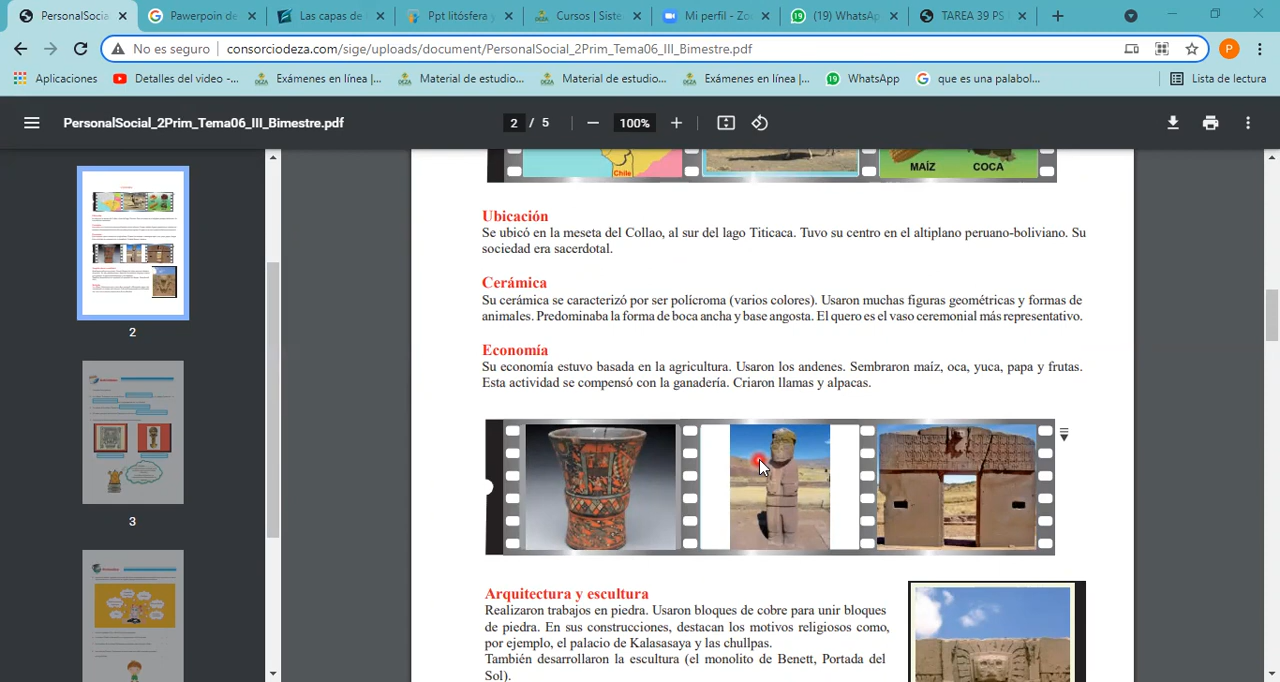 PersonalSocia
Pawerpoin de
Las capas de
Ppt litósfera y
Cursos | Siste
Mi perfil - Zoo
(19) WhatsAp
TAREA 39 PS
No es seguro
consorciodeza.com/sige/uploads/document/PersonalSocial_2Prim_Tema06_III_Bimestre.pdf
P
Aplicaciones
Detalles del video -...
Exámenes en línea |...
Material de estudio...
Material de estudio...
Exámenes en línea |...
WhatsApp
que es una palabol...
Lista de lectura
PersonalSocial_2Prim_Tema06_III_Bimestre.pdf
2 / 5
100%
Chile
MAÍZ COCA
Ubicación
Se ubicó en la meseta del Collao, al sur del lago Titicaca. Tuvo su centro en el altiplano peruano-boliviano. Su
sociedad era sacerdotal.
Cerámica
Su cerámica se caracterizó por ser polícroma (varios colores). Usaron muchas figuras geométricas y formas de
animales. Predominaba la forma de boca ancha y base angosta. El quero es el vaso ceremonial más representativo.
Economía
Su economía estuvo basada en la agricultura. Usaron los andenes. Sembraron maíz, oca, yuca, papa y frutas.
Esta actividad se compensó con la ganadería. Criaron llamas y alpacas.
Arquitectura y escultura
Realizaron trabajos en piedra. Usaron bloques de cobre para unir bloques
de piedra. En sus construcciones, destacan los motivos religiosos como,
por ejemplo, el palacio de Kalasasaya y las chullpas.
También desarrollaron la escultura (el monolito de Benett, Portada del
Sol).
2
3